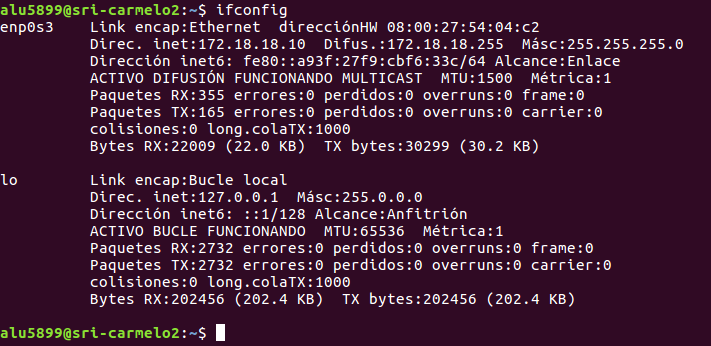 alu5899@sri-carmelo2:~$ ifconfig
enp0s3    Link encap:Ethernet  direcciónHW 08:00:27:54:04:c2
          Direc. inet:172.18.18.10  Difus.:172.18.18.255  Másc:255.255.255.0
          Dirección inet6: fe80::a93f:27f9:cbf6:33c/64 Alcance:Enlace
          ACTIVO DIFUSIÓN FUNCIONANDO MULTICAST  MTU:1500  Métrica:1
          Paquetes RX:355 errores:0 perdidos:0 overruns:0 frame:0
          Paquetes TX:165 errores:0 perdidos:0 overruns:0 carrier:0
          colisiones:0 long.colaTX:1000
          Bytes RX:22009 (22.0 KB)  TX bytes:30299 (30.2 KB)

lo        Link encap:Bucle local
          Direc. inet:127.0.0.1  Másc:255.0.0.0
          Dirección inet6: ::1/128 Alcance:Anfitrión
          ACTIVO BUCLE FUNCIONANDO  MTU:65536  Métrica:1
          Paquetes RX:2732 errores:0 perdidos:0 overruns:0 frame:0
          Paquetes TX:2732 errores:0 perdidos:0 overruns:0 carrier:0
          colisiones:0 long.colaTX:1000
          Bytes RX:202456 (202.4 KB)  TX bytes:202456 (202.4 KB)

alu5899@sri-carmelo2:~$